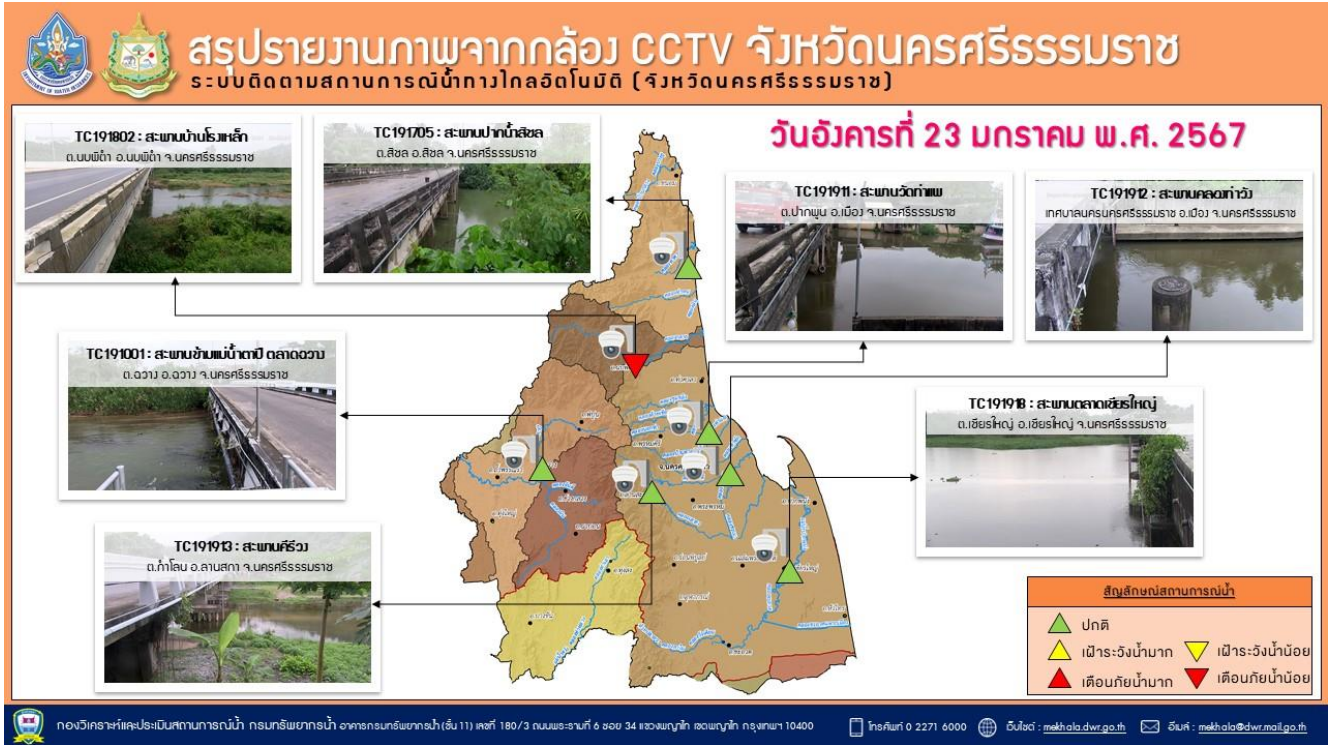 สรุปรายงานภาพจากกล้อง CCTV จังหวัดนครศรีธรรมราช
ระบบติดตามสถานการณ์น้ำทางไกลอัตโนมัติ (จังหวัดนครศรีธรรมราช)
วันอังคารที่ 23 มกราคม พ.ศ. 2567
TC191802 : สะพานบ้านโรงเหล็ก
ต.นบพิตำ อ.นบพิตำ จ.นครศรีธรรมราช
TC191705 : สะพานปากน้ำสิชล
ต.สิชล อ.สิชล จ.นครศรีธรรมราช
TC191911 : สะพานวัดท่าแพ
ต.ปากพูน อ.เมือง จ.นครศรีธรรมราช
TC191912 : สะพานคลองท่าวัง
เทศบาลนครนครศรีธรรมราช อ.เมือง จ.นครศรีธรรมราช
TC191001 : สะพานข้ามแม่น้ำตาปี ตลาดฉวาง
ต.ฉวาง อ.ฉวาง จ.นครศรีธรรมราช
TC191918 : สะพานตลาดเชียรใหญ่
ต.เชียรใหญ่ อ.เชียรใหญ่ จ.นครศรีธรรมราช
TC191913 : สะพานคีรีวง
ต.กำโลน อ.ลานสกา จ.นครศรีธรรมราช
สัญลักษณ์สถานการณ์น้ำ
ปกติ
เฝ้าระวังน้ำมาก เฝ้าระวังน้ำน้อย
เตือนภัยน้ำมาก เตือนภัยน้ำน้อย
กองวิเคราะห์และประเมินสถานการณ์น้ำ กรมทรัพยากรน้ำ อาคารกรมทรัพยากรน้ำ (ชั้น 11) เลขที่ 180/3 ถนนพระรามที่ 6 ซอย 34 แขวงพญาไท เขตพญาไท กรุงเทพฯ 10400 โทรศัพท์ 0 2271 6000 เว็บไซต์ : mekhala.dwr.go.th อีเมล์ : mekhala@dwr.mail.go.th